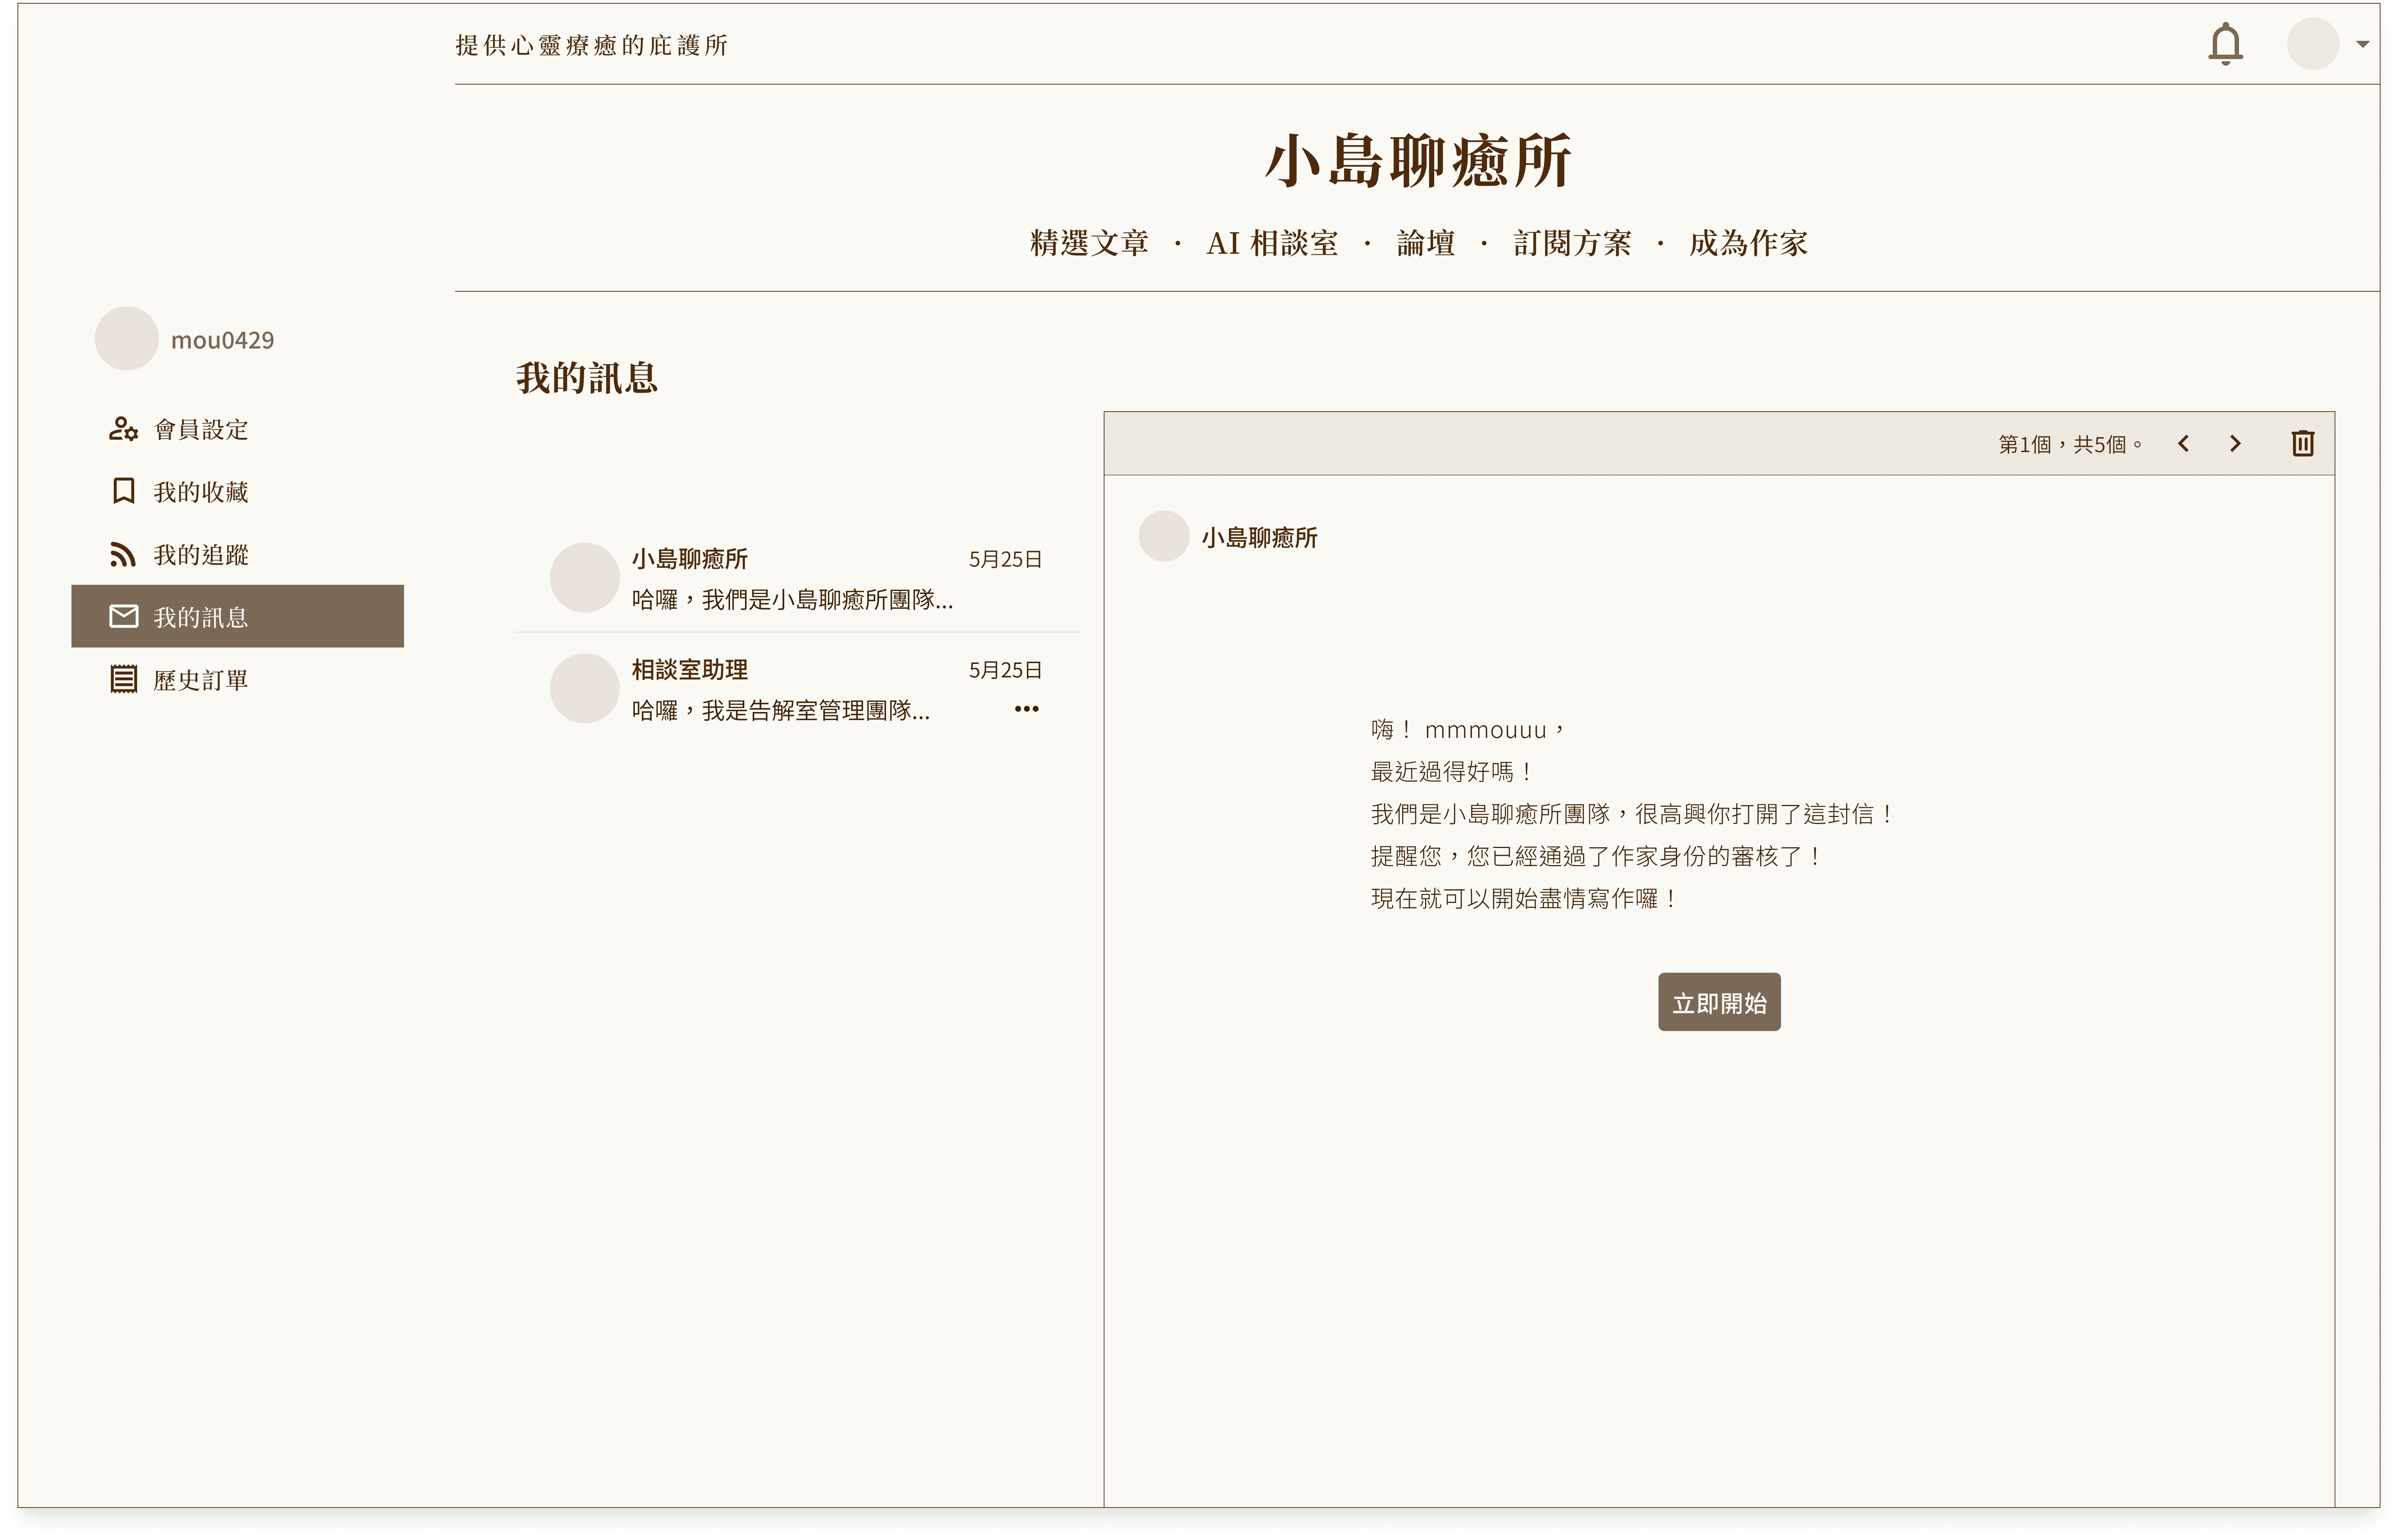 提供心靈療癒的庇護所
小島聊癒所
精選文章 · AI 相談室 · 論壇 · 訂閱方案 · 成為作家
mou0429
會員設定
我的收藏
我的追蹤
我的訊息
歷史訂單
我的訊息
小島聊癒所 5月25日
哈囉，我們是小島聊癒所團隊...
相談室助理 5月25日
哈囉，我是告解室管理團隊...
第1個，共5個。
小島聊癒所
嗨！ mmmouuu，
最近過得好嗎！
我們是小島聊癒所團隊，很高興你打開了這封信！
提醒您，您已經通過了作家身份的審核了！
現在就可以開始盡情寫作囉！
立即開始